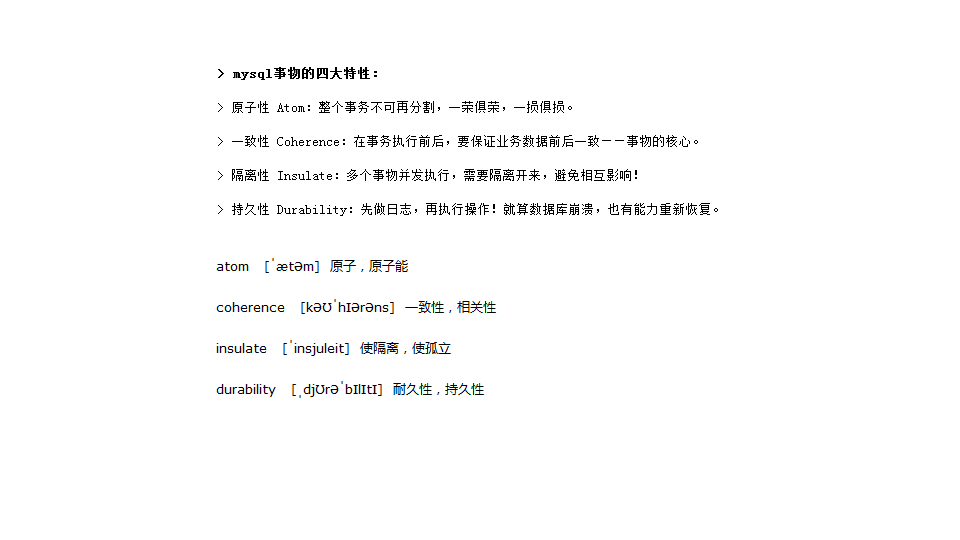 > mysql事物的四大特性：
> 原子性 Atom：整个事务不可再分割，一荣俱荣，一损俱损。
> 一致性 Coherence：在事务执行前后，要保证业务数据前后一致——事物的核心。
> 隔离性 Insulate：多个事物并发执行，需要隔离开来，避免相互影响！
> 持久性 Durability：先做日志，再执行操作！就算数据库崩溃，也有能力重新恢复。
atom [ˈætəm] 原子，原子能
coherence [kəʊˈhɪərəns] 一致性，相关性
insulate [ˈinsjuleit] 使隔离，使孤立
durability [ˌdjʊrəˈbɪlɪtɪ] 耐久性，持久性